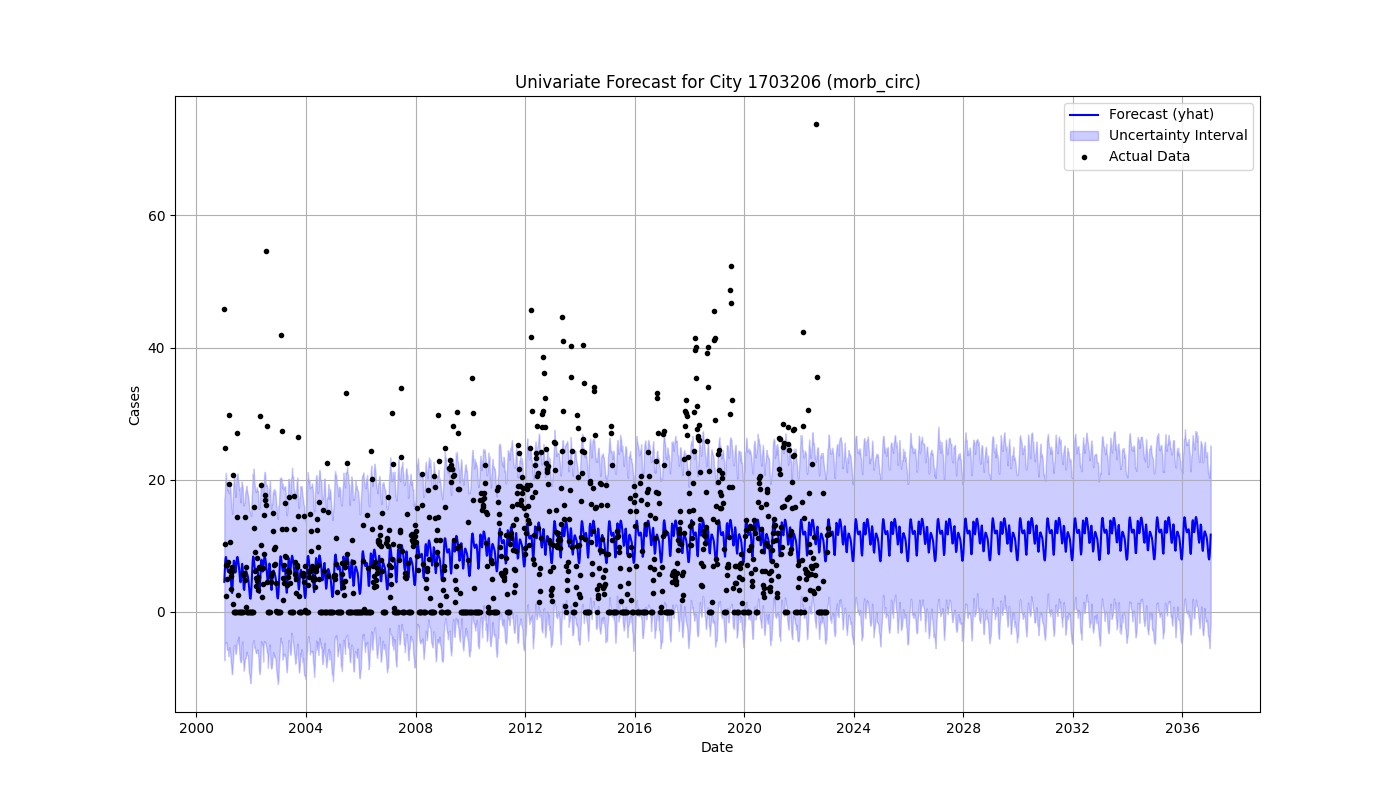 Univariate Forecast for City 1703206 (morb_circ)
Forecast (yhat)
Uncertainty Interval
Actual Data
Cases
60
40
20
0
2000 2004 2008 2012 2016 2020 2024 2028 2032 2036
Date